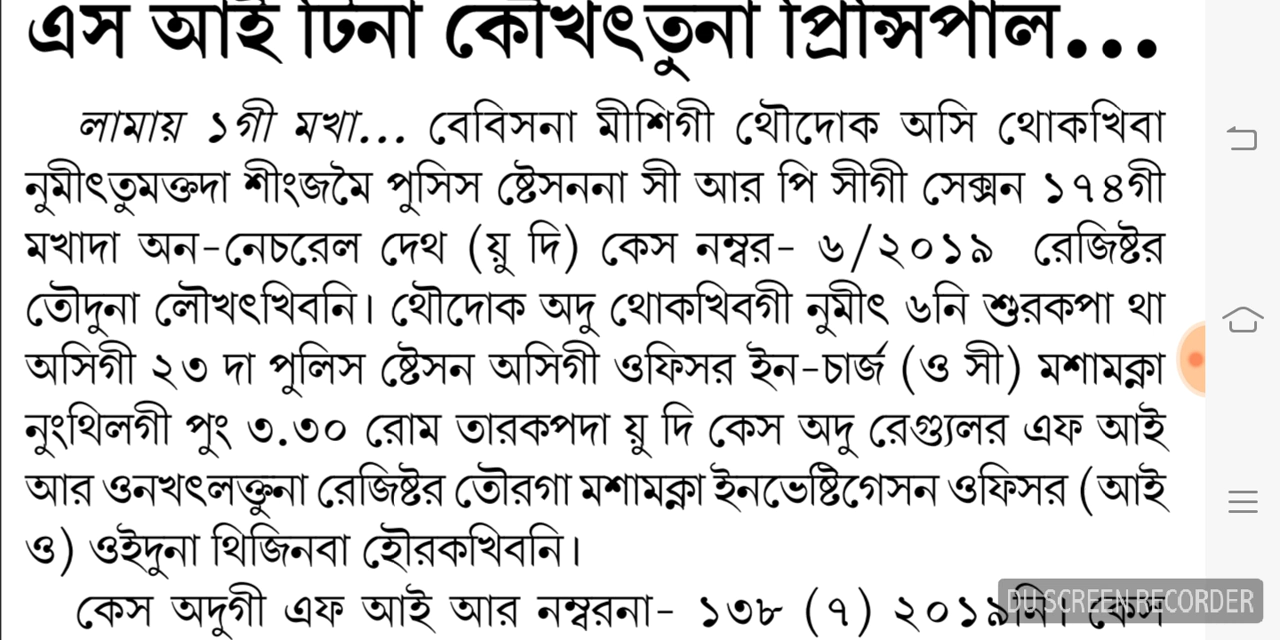 এস আই টিনা কৌখৎতুনা প্রিন্সিপাল...
লামায় ১গী মখা... বেবিসনা মীশিগী থৌদোক অসি থোকখিবা
নুমীৎতুমক্তদা শীংজমৈ পুসিস ষ্টেসননা সী আর পি সীগী সেক্সন ১৭৪গী
মখাদা অন-নেচরেল দেথ (য়ু দি) কেস নম্বর- ৬/২০১৯ রেজিষ্টর
তৌদুনা লৌখৎখিবনি। থৌদোক অদু থোকখিবগী নুমীৎ ৬নি শুরকপা থা
অসিগী ২৩ দা পুলিস ষ্টেসন অসিগী ওফিসর ইন-চার্জ (ও সী) মশামক্না
নুংথিলগী পুং ৩.৩০ রোম তারকপদা য়ু দি কেস অদু রেগ্যুলর এফ আই
আর ওনখৎলক্তুনা রেজিষ্টর তৌরগা মশামক্না ইনভেষ্টিগেসন ওফিসর (আই
ও) ওইদুনা থিজিনবা হৌরকখিবনি।
কেস অদুগী এফ আই আর নম্বরনা- ১৩৮ (৭) ২০১৯নি। কেস
DU SCREEN RECORDER